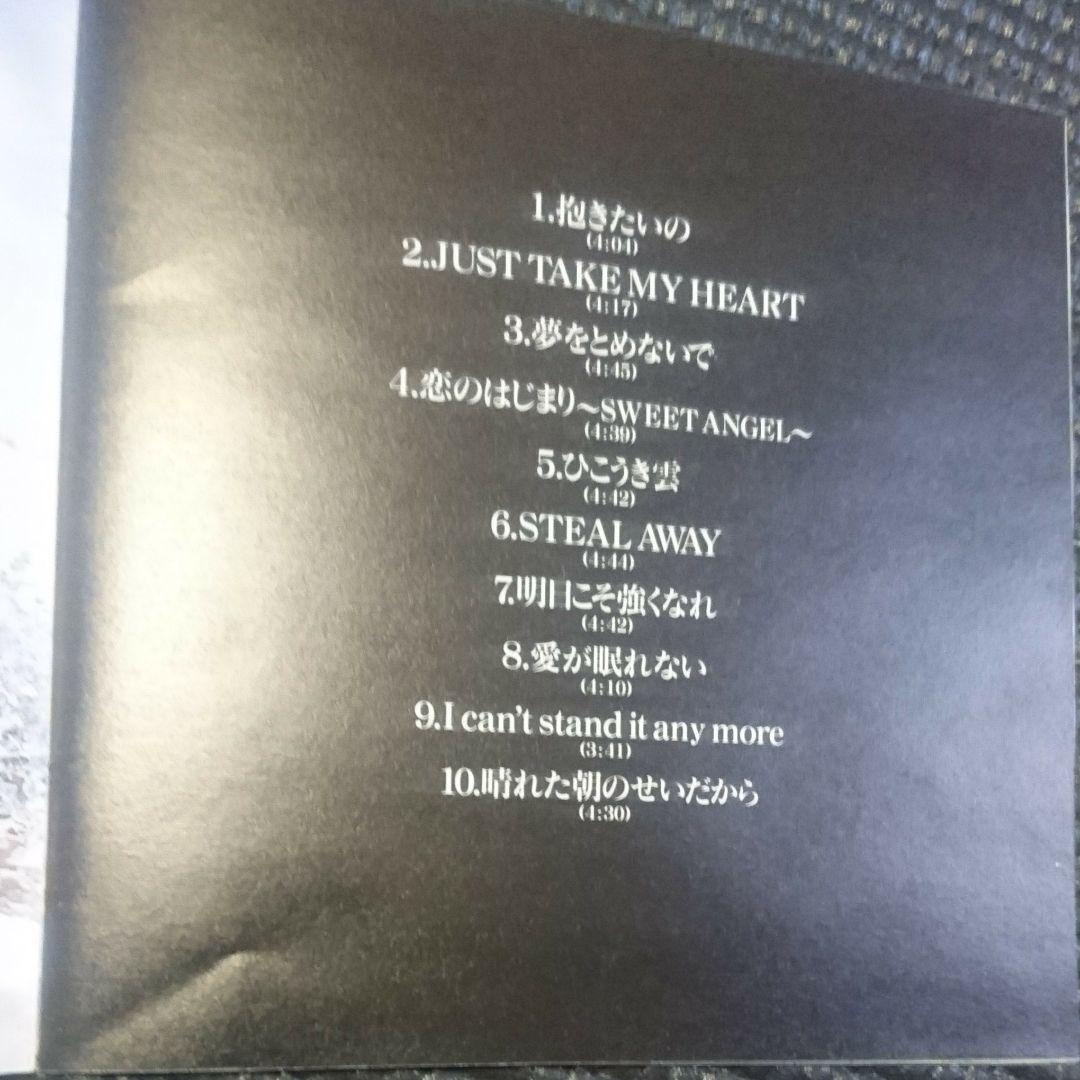 1.抱きたいの
(4:04)
2.JUST TAKE MY HEART
(4:17)
3.夢をとめないで
(4:45)
4.恋のはじまり〜SWEET ANGEL〜
(4:39)
5.ひこうき雲
(4:42)
6.STEAL AWAY
(4:44)
7.明日こそ強くなれ
(4:42)
8.愛が眠れない
(4:10)
9.I can't stand it any more
(3:41)
10.晴れた朝のせいだから
(4:30)